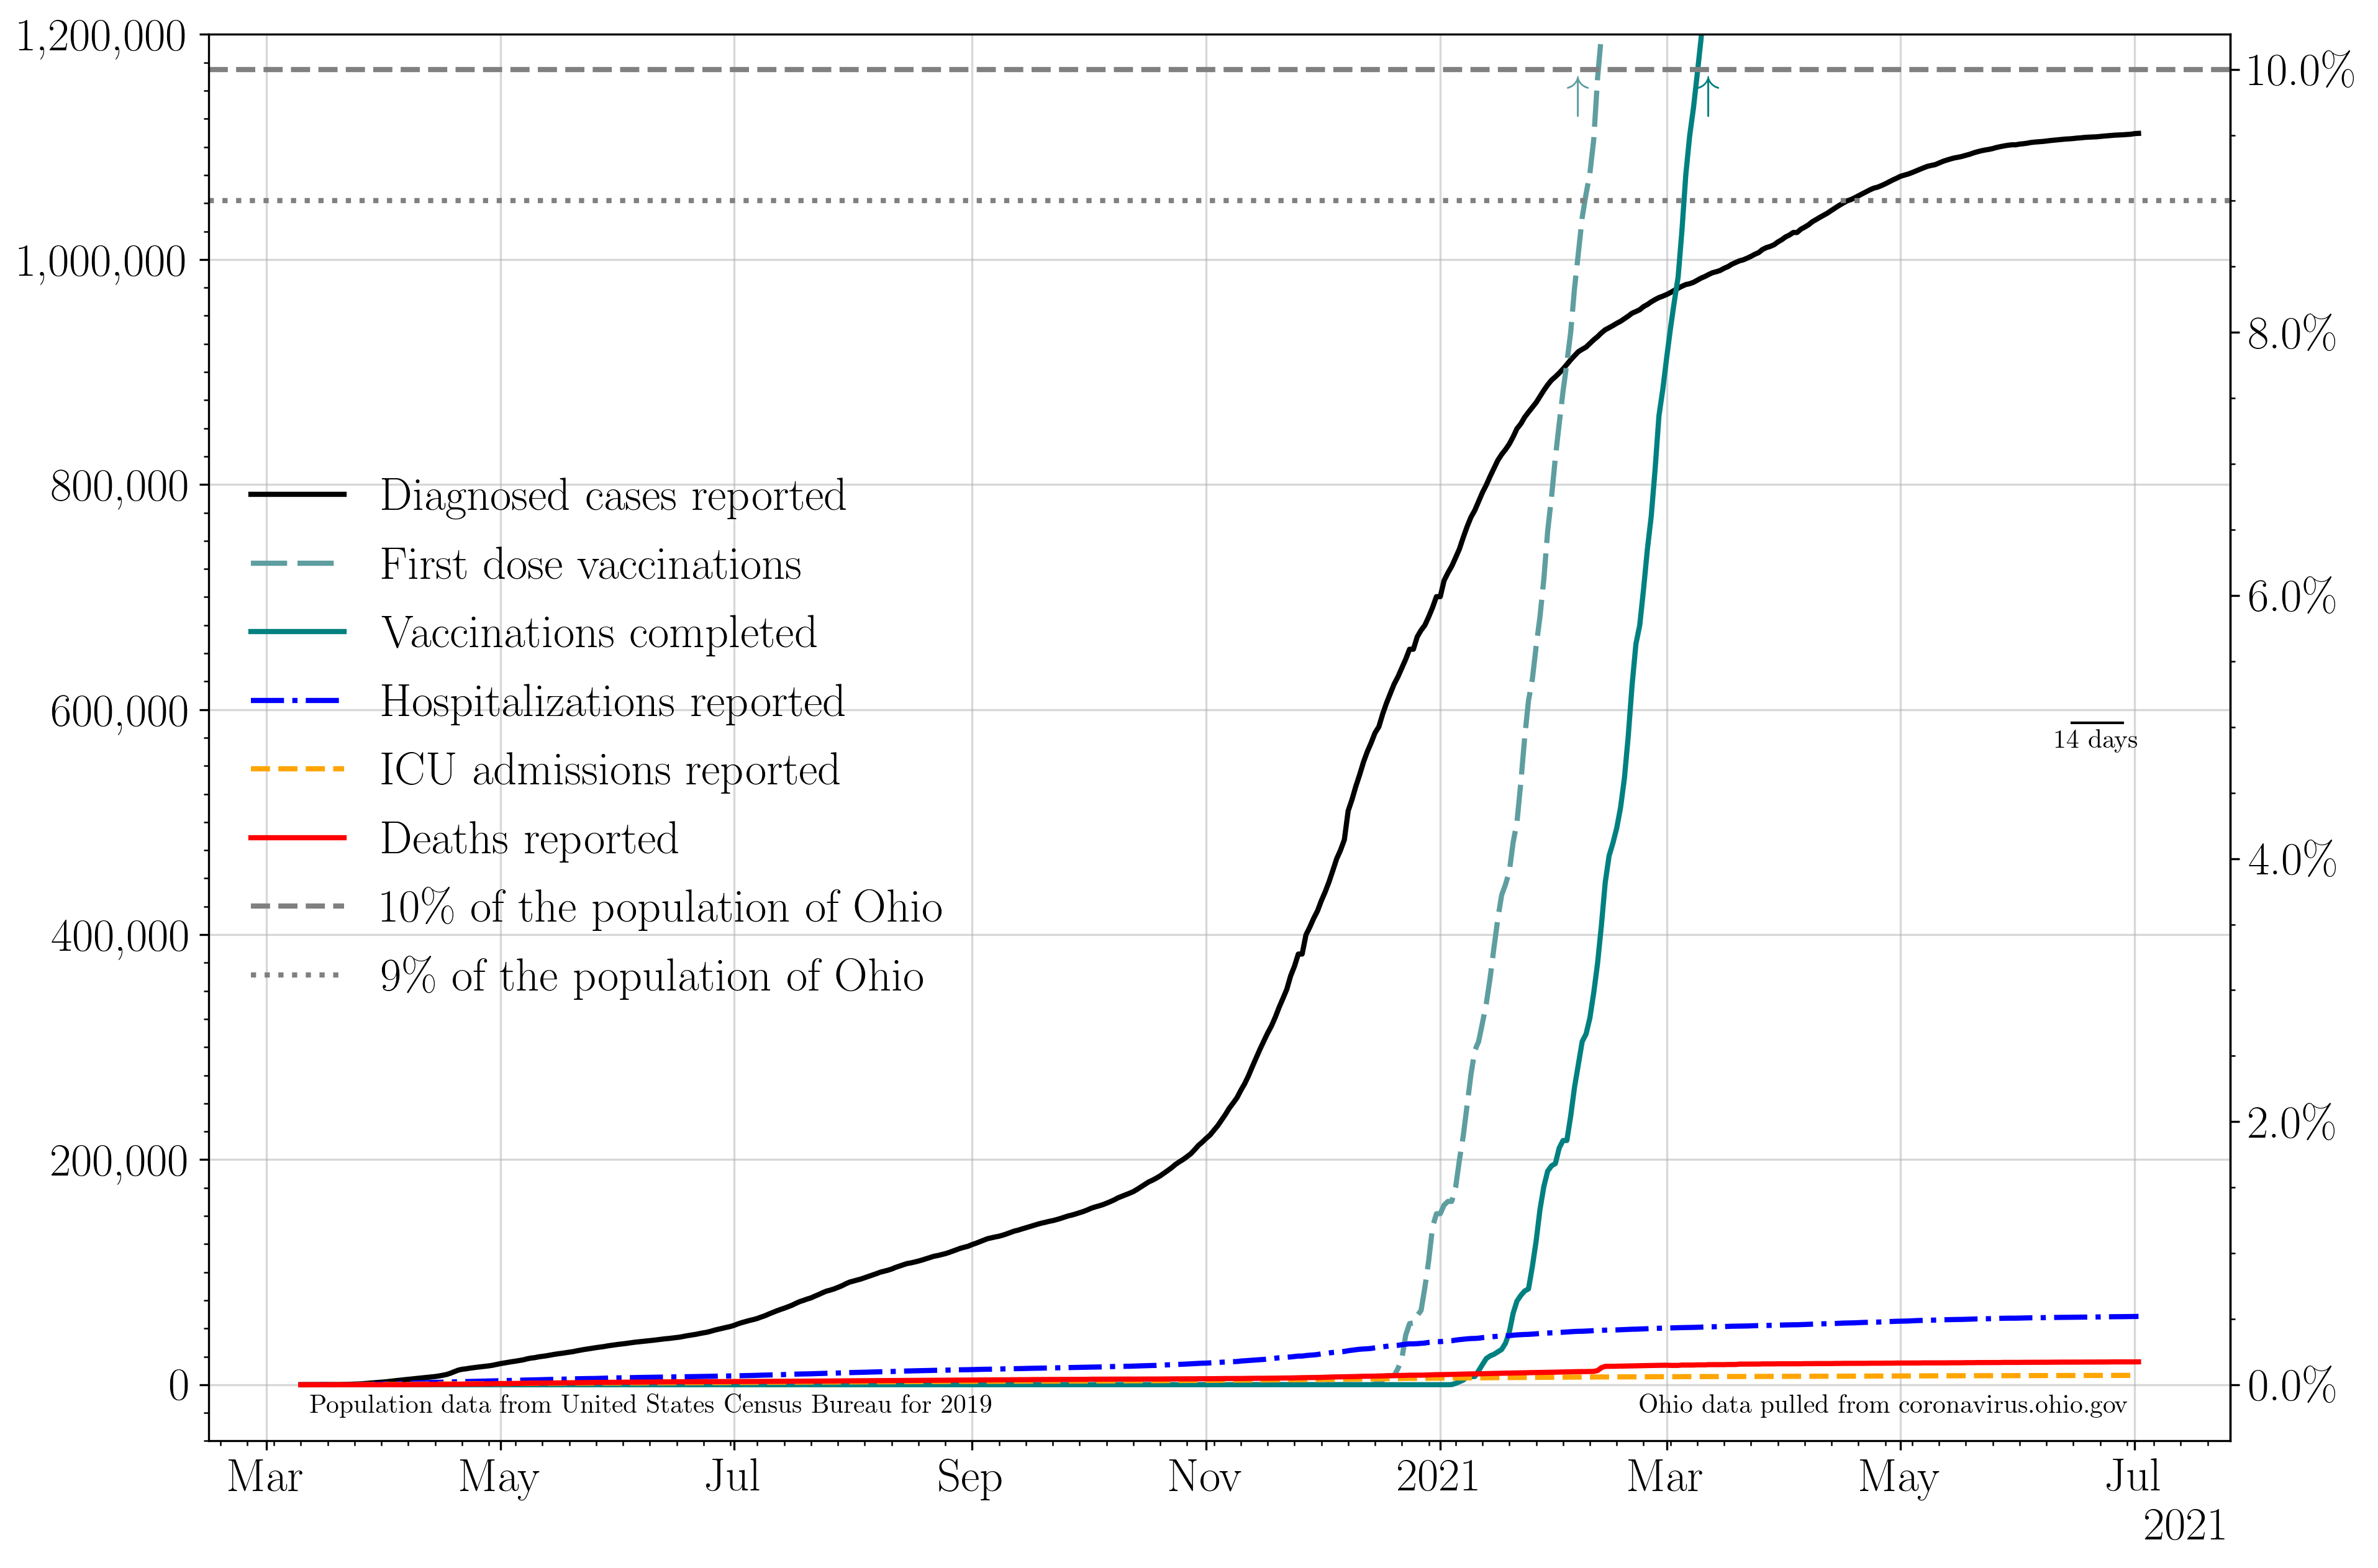 1,200,000
10.0%
1,000,000
8.0%
800,000
Diagnosed cases reported
First dose vaccinations
6.0%
Vaccinations completed
600,000
Hospitalizations reported
14 days
ICU admissions reported
Deaths reported
4.0%
10% of the population of Ohio
400,000
9% of the population of Ohio
2.0%
200,000
0
0.0%
Population data from United States Census Bureau for 2019
Ohio data pulled from coronavirus.ohio.gov
Mar May Jul Sep Nov 2021 Mar May Jul
2021